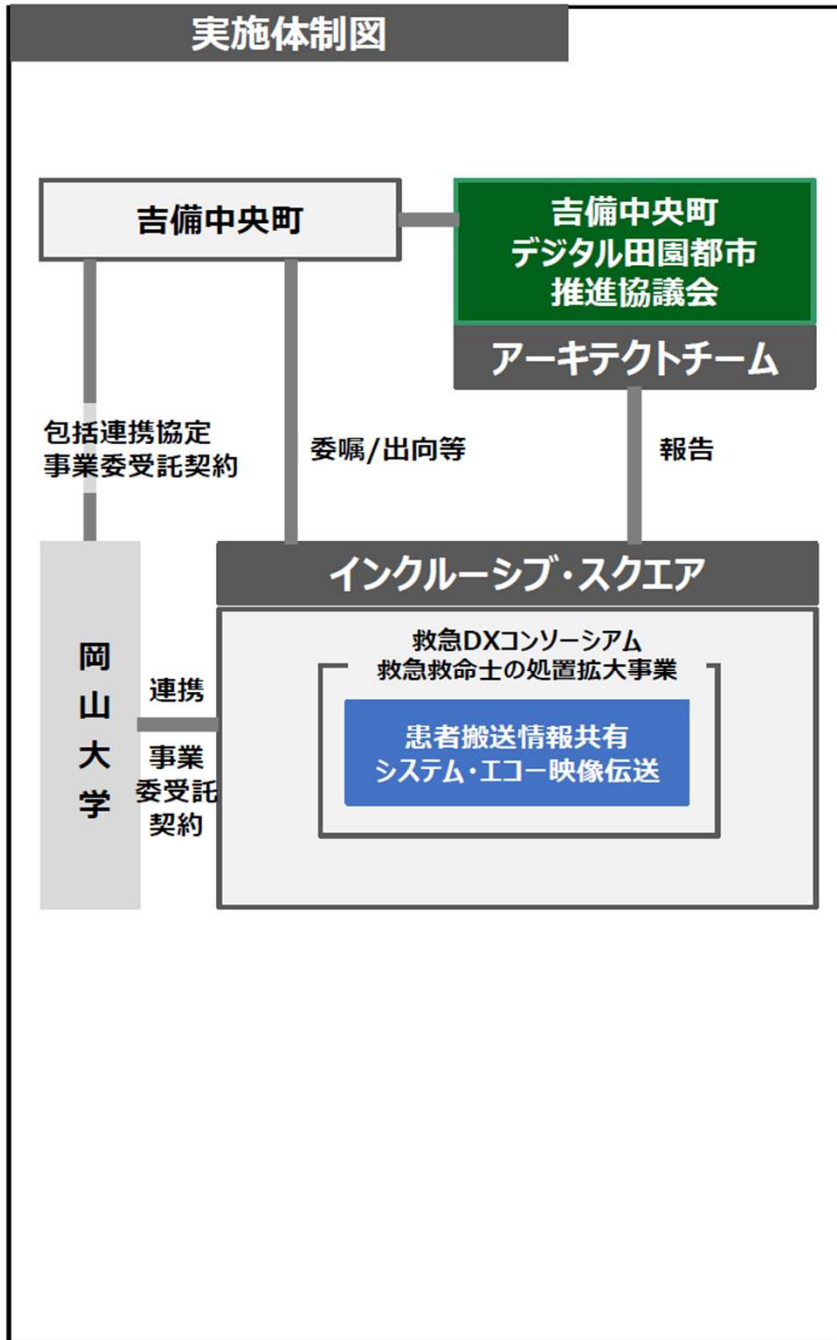 実施体制図
吉備中央町
吉備中央町
デジタル田園都市
推進協議会
アーキテクトチーム
包括連携協定
事業委受託契約
委嘱/出向等
報告
インクルーシブ・スクエア
岡山大学
連携
事業
委受託
契約
救急DXコンソーシアム
救急救命士の処置拡大事業
患者搬送情報共有
システム・エコー映像伝送